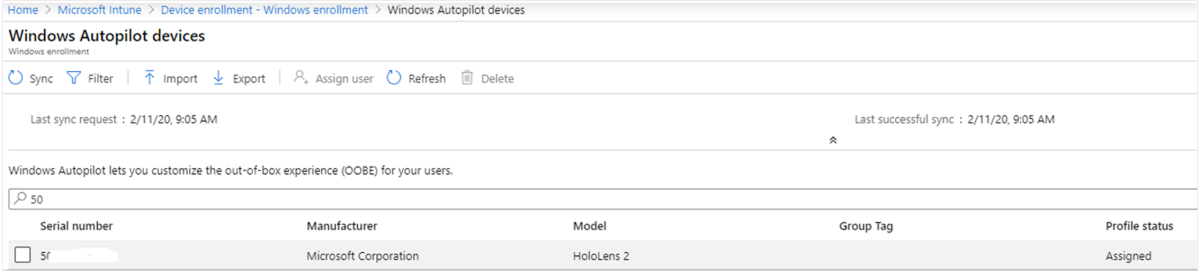 Home > Microsoft Intune > Device enrollment - Windows enrollment > Windows Autopilot devices
Windows Autopilot devices
Windows enrollment
Sync Filter Import Export Assign user Refresh Delete
Last sync request : 2/11/20, 9:05 AM Last successful sync : 2/11/20, 9:05 AM
Windows Autopilot lets you customize the out-of-box experience (OOBE) for your users.
50
Serial number Manufacturer Model Group Tag Profile status
Microsoft Corporation HoloLens 2 Assigned